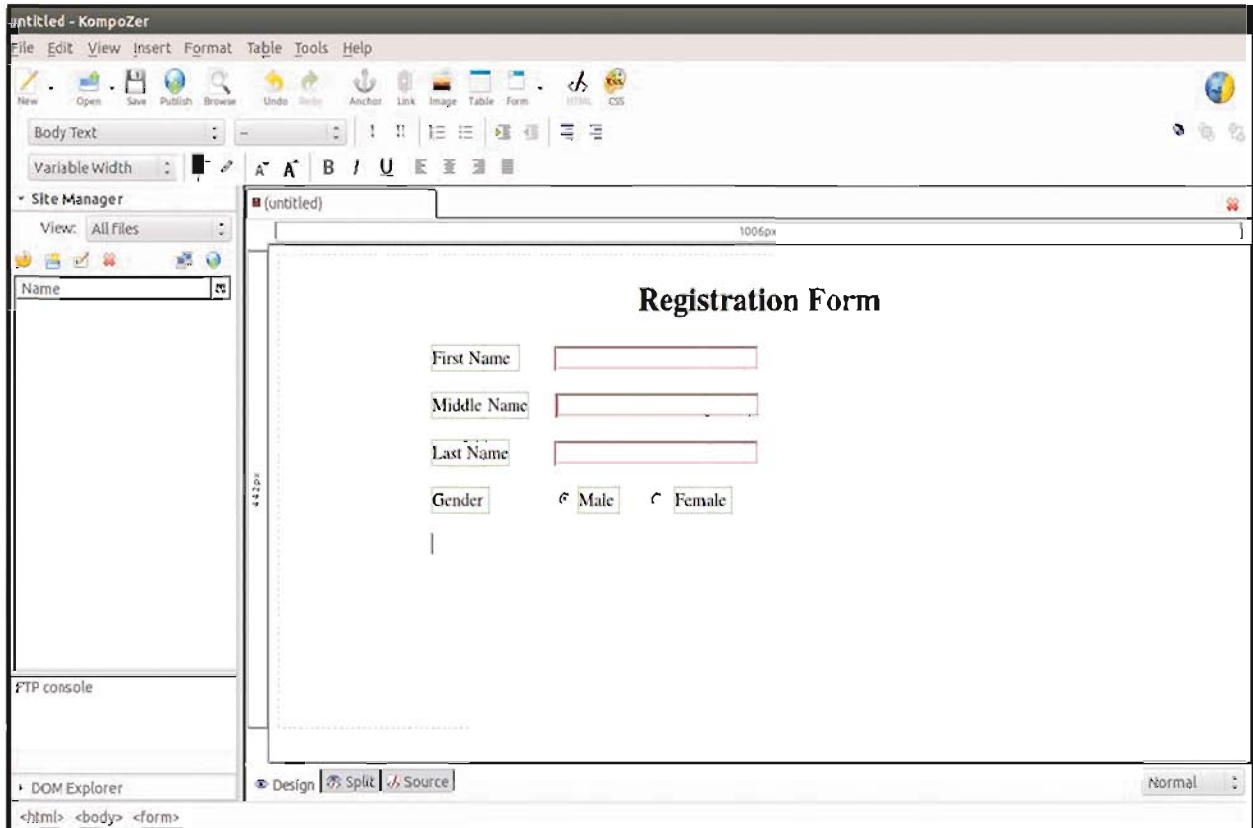 untitled - KompoZer
File Edit View Insert Format Table Tools Help
New Open Save Publish Browse Undo Redo Anchor Link Image Table Form HTML CSS
Body Text
Variable Width B I U
Site Manager
(untitled)
View: All Files
1006px
Name
Registration Form
First Name
Middle Name
Last Name
Gender Male Female
442px
FTP console
DOM Explorer
Design Split Source Normal
<html> <body> <form>